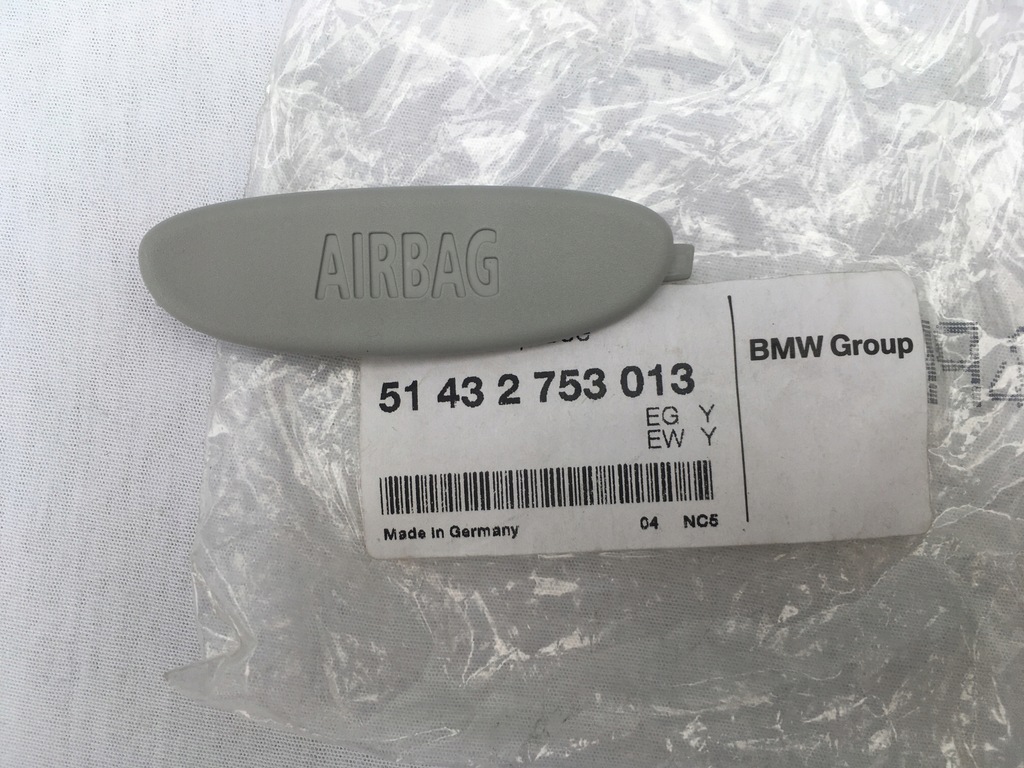 AIRBAG
51 43 2 753 013
EG Y
EW Y
Made in Germany
04 NC5
BMW Group